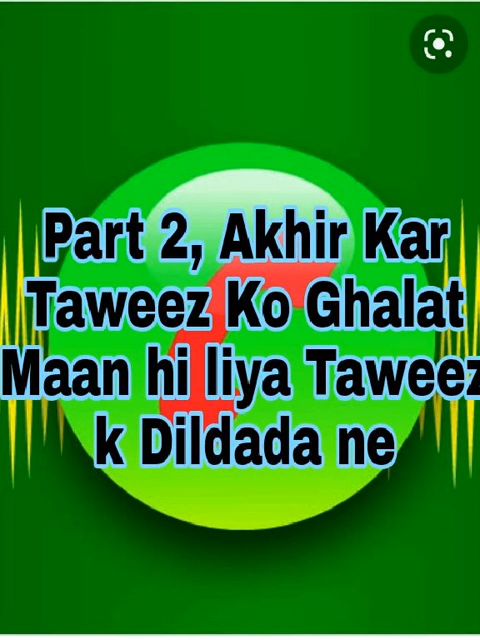 Part 2, Akhir Kar
Taweez Ko Ghalat
Maan hi liya Taweez
k Dildada ne